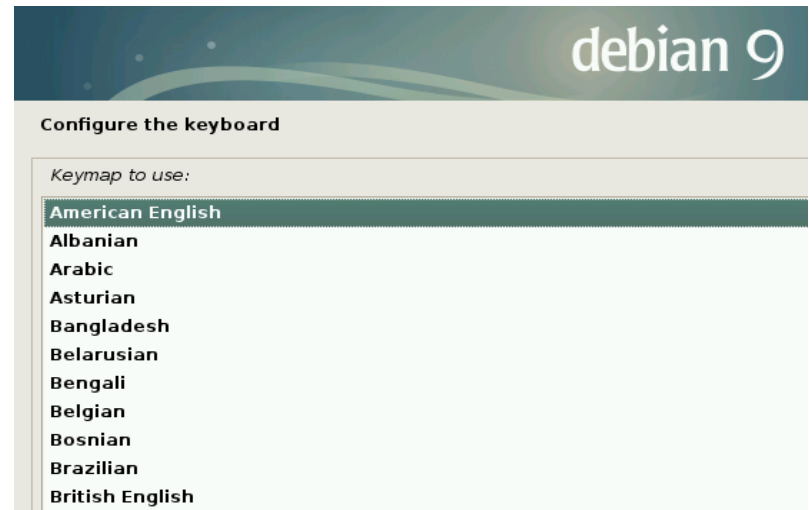 debian 9
Configure the keyboard
Keymap to use:
American English
Albanian
Arabic
Asturian
Bangladesh
Belarusian
Bengali
Belgian
Bosnian
Brazilian
British English